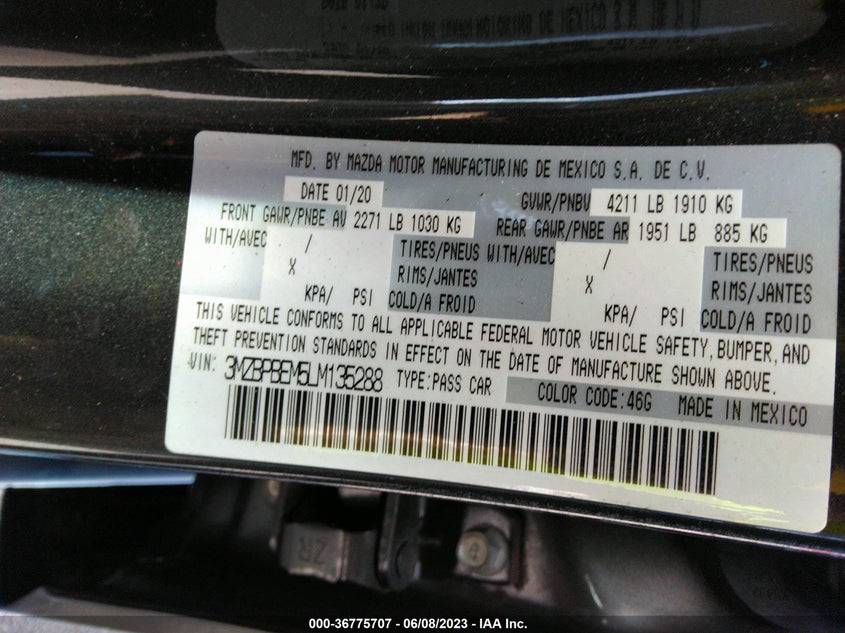 MFD. BY MAZDA MOTOR MANUFACTURING DE MEXICO S.A. DE C.V.
DATE 01/20 GVWR/PNBV 4211 LB 1910 KG
FRONT GAWR/PNBE AV 2271 LB 1030 KG REAR GAWR/PNBE AR 1951 LB 885 KG
WITH/AVEC / TIRES/PNEUS WITH/AVEC / TIRES/PNEUS
X RIMS/JANTES X RIMS/JANTES
KPA/ PSI COLD/A FROID KPA/ PSI COLD/A FROID
THIS VEHICLE CONFORMS TO ALL APPLICABLE FEDERAL MOTOR VEHICLE SAFETY, BUMPER, AND
THEFT PREVENTION STANDARDS IN EFFECT ON THE DATE OF MANUFACTURE SHOWN ABOVE.
VIN: 3MZBPBEM5LM135288 TYPE:PASS CAR COLOR CODE:46G MADE IN MEXICO
ZR
000-36775707 - 06/08/2023 - IAA Inc.